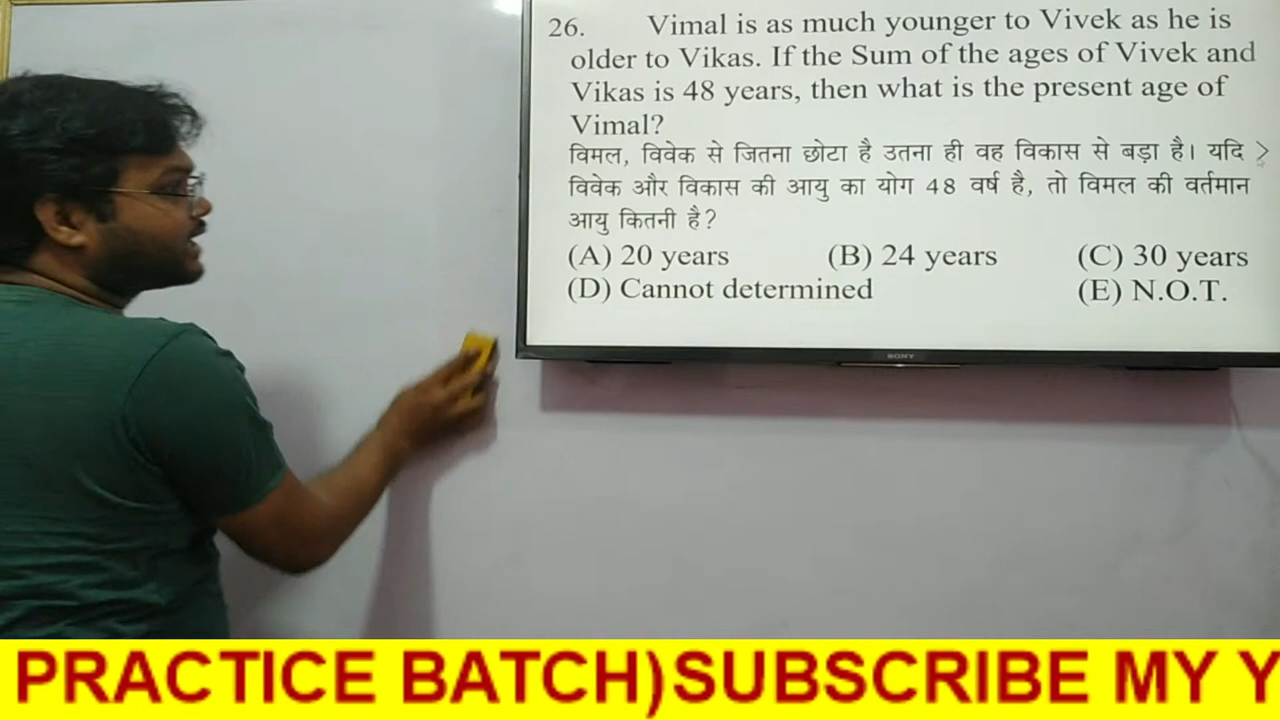 26. Vimal is as much younger to Vivek as he is
older to Vikas. If the Sum of the ages of Vivek and
Vikas is 48 years, then what is the present age of
Vimal?
विमल, विवेक से जितना छोटा है उतना ही वह विकास से बड़ा है। यदि
विवेक और विकास की आयु का योग 48 वर्ष है, तो विमल की वर्तमान
आयु कितनी है?
(A) 20 years (B) 24 years (C) 30 years
(D) Cannot determined (E) N.O.T.
SONY
PRACTICE BATCH)SUBSCRIBE MY Y